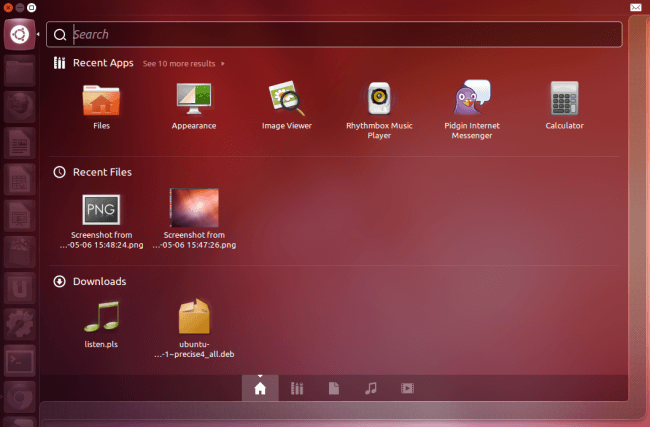 Search
Recent Apps See 10 more results
Files
Appearance
Image Viewer
Rhythmbox Music
Player
Pidgin Internet
Messenger
Calculator
Recent Files
PNG
Screenshot from
...-05-06 15:48:24.png
Screenshot from
...-05-06 15:47:26.png
Downloads
listen.pls
ubuntu-
...-1~precise4_all.deb